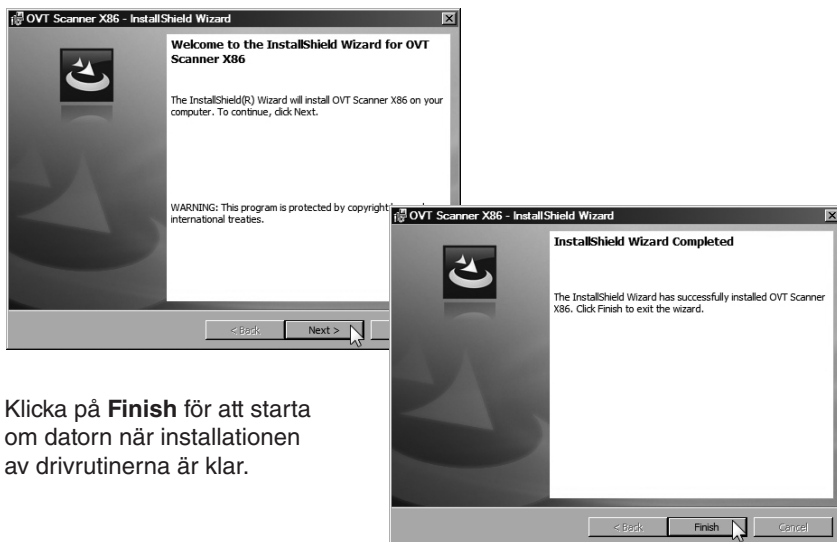 OVT Scanner X86 - InstallShield Wizard
Welcome to the InstallShield Wizard for OVT
Scanner X86
The InstallShield(R) Wizard will install OVT Scanner X86 on your
computer. To continue, click Next.
WARNING: This program is protected by copyright
international treaties.
< Back
Next >
OVT Scanner X86 - InstallShield Wizard
InstallShield Wizard Completed
The InstallShield Wizard has successfully installed OVT Scanner
X86. Click Finish to exit the wizard.
< Back
Finish
Cancel
Klicka på Finish för att starta
om datorn när installationen
av drivrutinerna är klar.